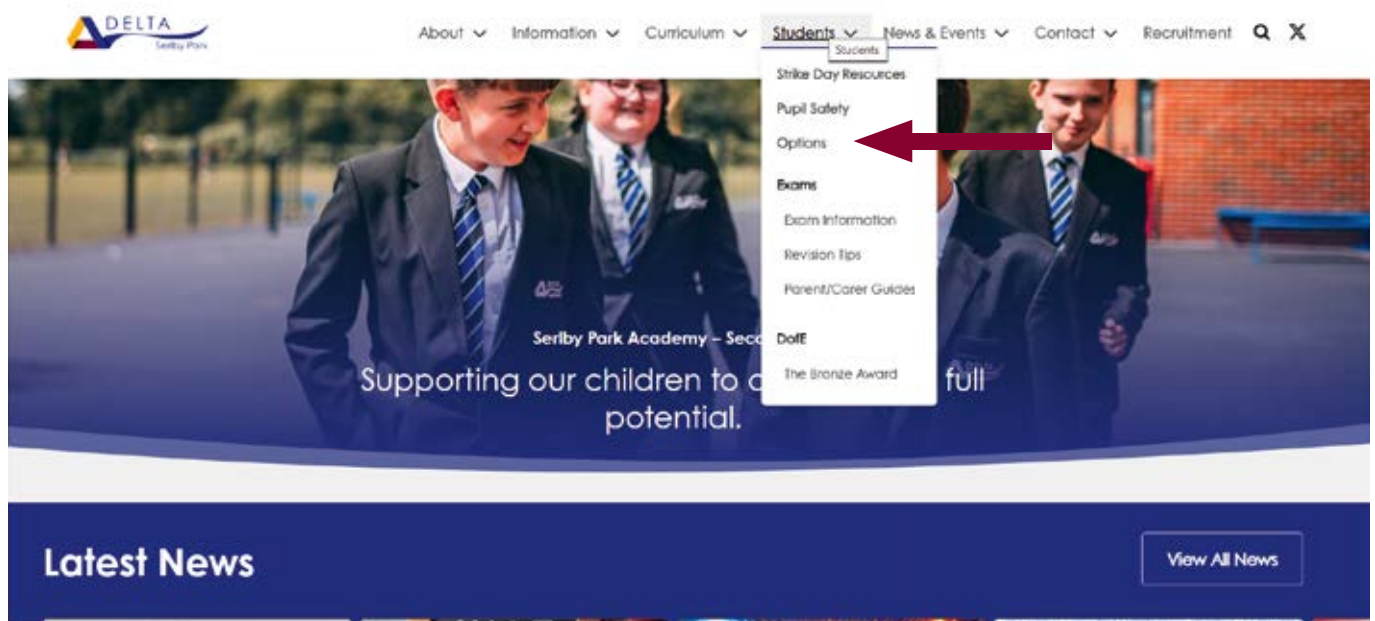 DELTA
Serlby Park
About Information Curriculum Students News & Events Contact Recruitment
Students
Strike Day Resources
Pupil Safety
Options
Exams
Exam Information
Revision Tips
Parent/Carer Guides
DofE
The Bronze Award
Serlby Park Academy – Seco
Supporting our children to full
potential.
Latest News
View All News